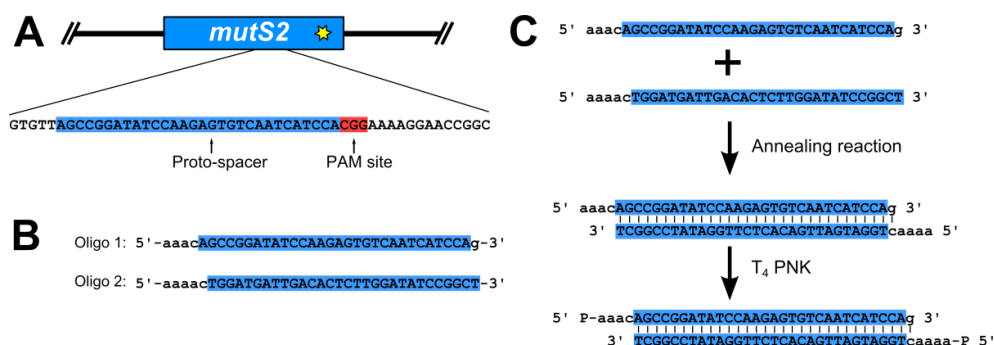 A
mutS2
GTGTTAGCCGGATATCCAAGAGTGTCAATCATCCACGGAAAAGGAACCGGC
Proto-spacer
PAM site
B
Oligo 1: 5'-aaacAGCCGGATATCCAAGAGTGTCAATCATCCAg-3'
Oligo 2: 5'-aaaacTGGATGATTGACACTCTTGGATATCCGGCT-3'
C
5' aaacAGCCGGATATCCAAGAGTGTCAATCATCCAg 3'
+
5' aaaacTGGATGATTGACACTCTTGGATATCCGGCT 3'
Annealing reaction
5' aaacAGCCGGATATCCAAGAGTGTCAATCATCCAg 3'
3' TCGGCCTATAGGTTCTCACAGTTAGTAGGTcaaaa 5'
T4 PNK
5' P-aaacAGCCGGATATCCAAGAGTGTCAATCATCCAg 3'
3' TCGGCCTATAGGTTCTCACAGTTAGTAGGTcaaaa-P 5'